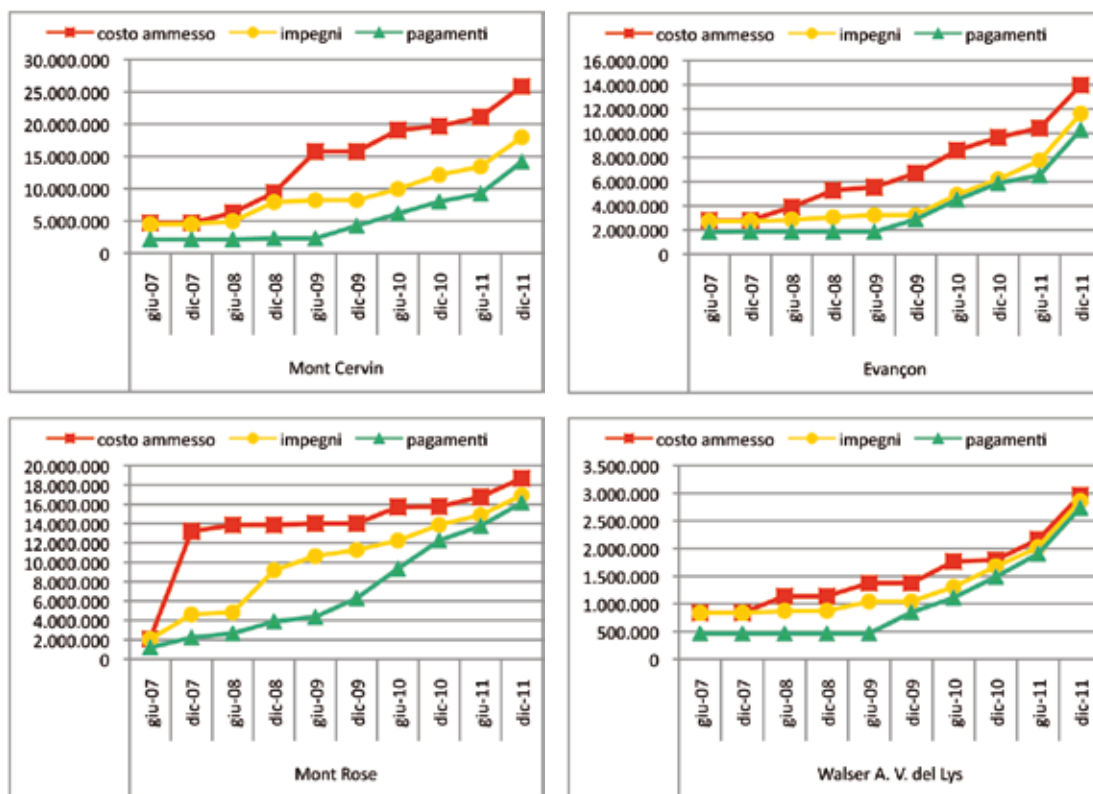 costo ammesso impegni pagamenti
30.000.000
25.000.000
20.000.000
15.000.000
10.000.000
5.000.000
0
giu-07 dic-07 giu-08 dic-08 giu-09 dic-09 giu-10 dic-10 giu-11 dic-11
Mont Cervin
costo ammesso impegni pagamenti
16.000.000
14.000.000
12.000.000
10.000.000
8.000.000
6.000.000
4.000.000
2.000.000
0
giu-07 dic-07 giu-08 dic-08 giu-09 dic-09 giu-10 dic-10 giu-11 dic-11
Evançon
costo ammesso impegni pagamenti
20.000.000
18.000.000
16.000.000
14.000.000
12.000.000
10.000.000
8.000.000
6.000.000
4.000.000
2.000.000
0
giu-07 dic-07 giu-08 dic-08 giu-09 dic-09 giu-10 dic-10 giu-11 dic-11
Mont Rose
costo ammesso impegni pagamenti
3.500.000
3.000.000
2.500.000
2.000.000
1.500.000
1.000.000
500.000
0
giu-07 dic-07 giu-08 dic-08 giu-09 dic-09 giu-10 dic-10 giu-11 dic-11
Walser A. V. del Lys